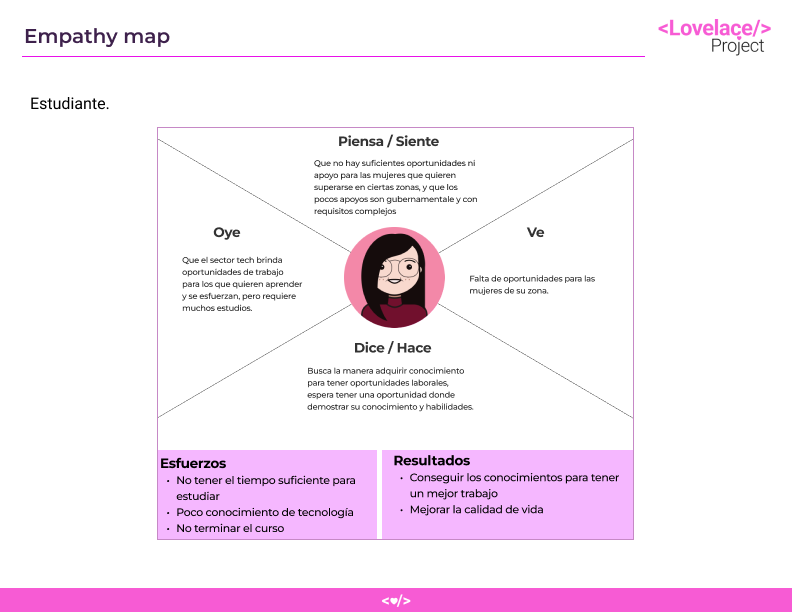 Empathy map
<Lovelace/>
Project
Estudiante.
Piensa / Siente
Que no hay suficientes oportunidades ni
apoyo para las mujeres que quieren
superarse en ciertas zonas, y que los
pocos apoyos son gubernamentale y con
requisitos complejos
Oye
Que el sector tech brinda
oportunidades de trabajo
para los que quieren aprender
y se esfuerzan, pero requiere
muchos estudios.
Ve
Falta de oportunidades para las
mujeres de su zona.
Dice / Hace
Busca la manera adquirir conocimiento
para tener oportunidades laborales,
espera tener una oportunidad donde
demostrar su conocimiento y habilidades.
Esfuerzos
• No tener el tiempo suficiente para
estudiar
• Poco conocimiento de tecnología
• No terminar el curso
Resultados
• Conseguir los conocimientos para tener
un mejor trabajo
• Mejorar la calidad de vida
<♥/>